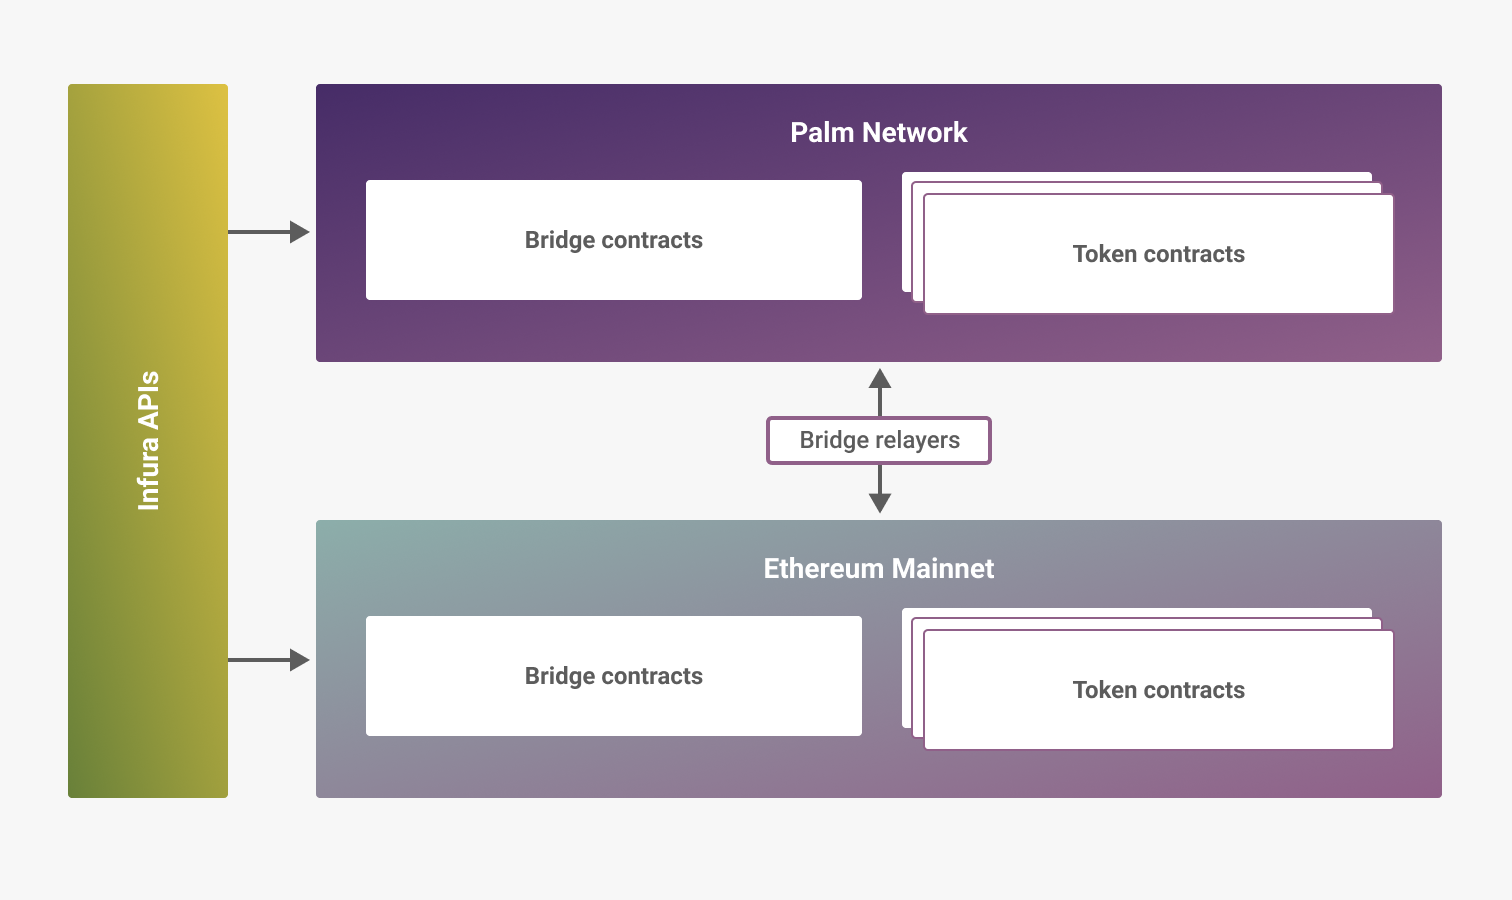 Infura APIs
Palm Network
Bridge contracts
Token contracts
Bridge relayers
Ethereum Mainnet
Bridge contracts
Token contracts